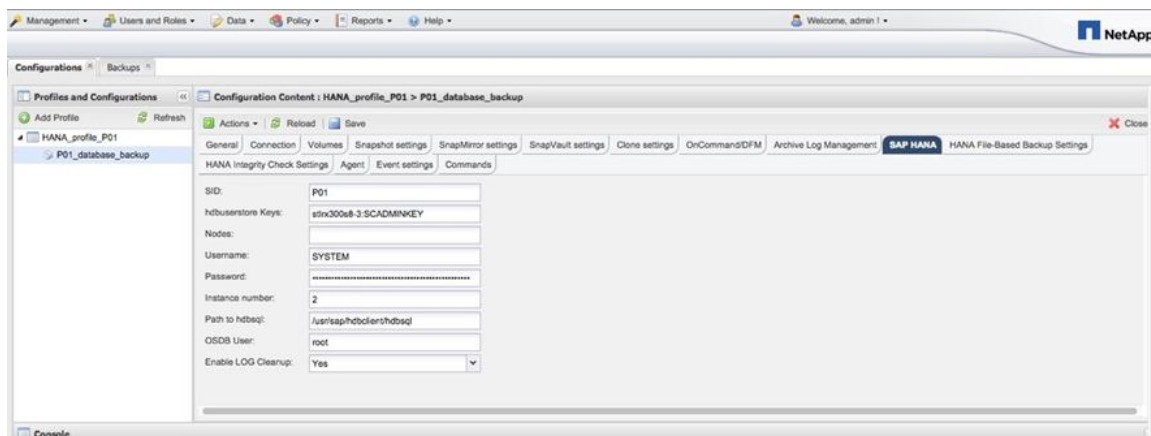 Management Users and Roles Data Policy Reports Help Welcome, admin !
NetApp
Configurations Backups
Profiles and Configurations
Configuration Content : HANA_profile_P01 > P01_database_backup
Add Profile Refresh
Actions Reload Save Close
HANA_profile_P01
P01_database_backup
General Connection Volumes Snapshot settings SnapMirror settings SnapVault settings Clone settings OnCommand/DFM Archive Log Management SAP HANA HANA File-Based Backup Settings
HANA Integrity Check Settings Agent Event settings Commands
SID: P01
hdbuserstore Keys: stlrx300s8-3:SCADMINKEY
Nodes:
Username: SYSTEM
Password:
Instance number: 2
Path to hdbsql: /usr/sap/hdbclient/hdbsql
OSDB User: root
Enable LOG Cleanup: Yes
Console